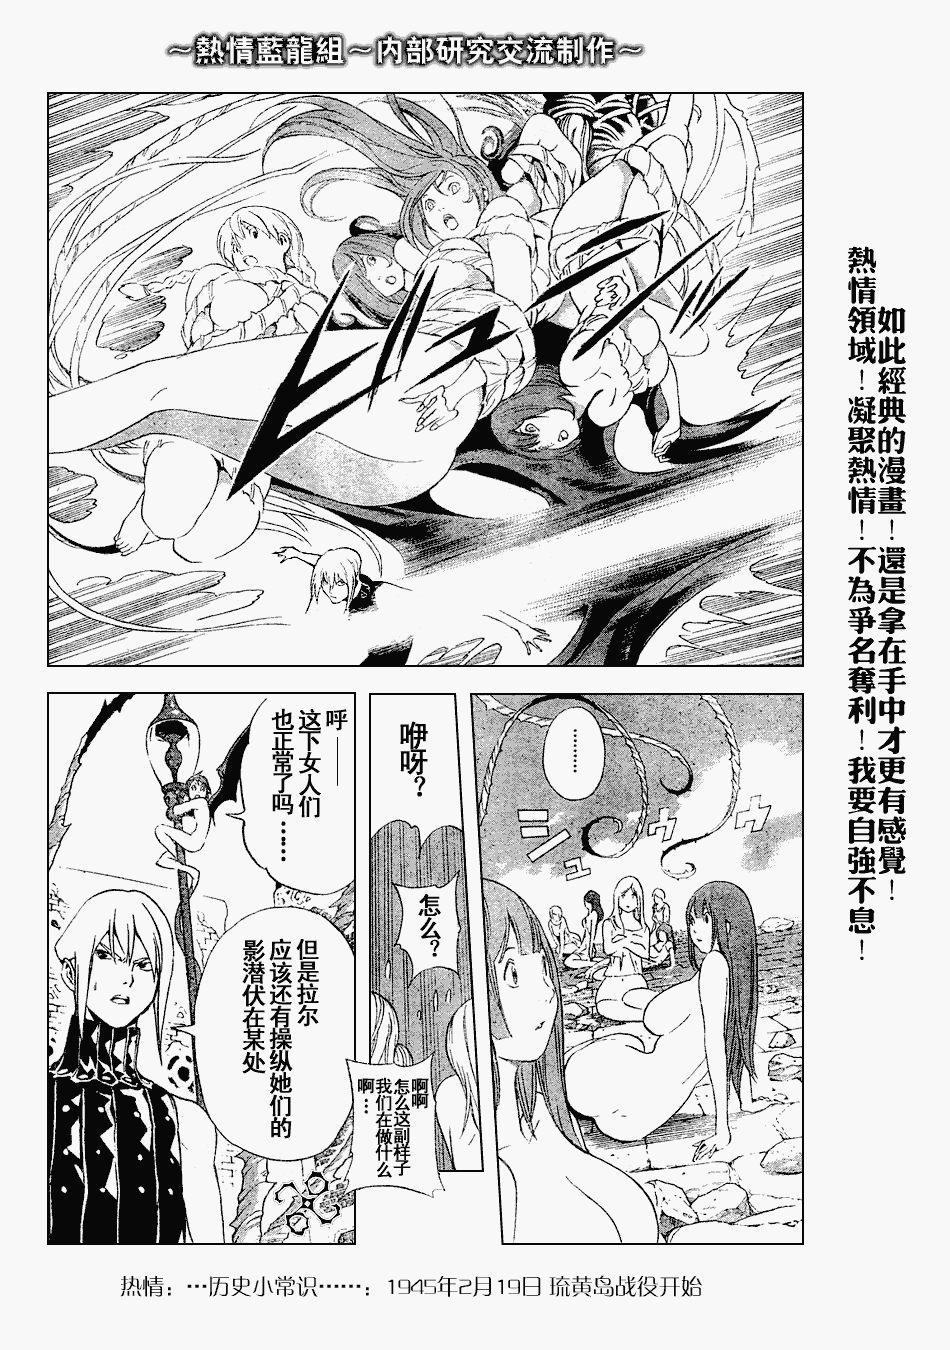 ～熱情藍龍組～内部研究交流制作～
如此經典的漫畫！還是拿在手中才更有感覺！
熱情領域！凝聚熱情！不為爭名奪利！我要自強不息！
………
ミシュウゥ
咿呀？
怎么？
啊啊
怎么这副样子
我们在做什么
啊…
呼——
这下女人们
也正常了吗……
但是拉尔
应该还有操纵她们的
影潜伏在某处
热情：…历史小常识……：1945年2月19日 琉黄岛战役开始